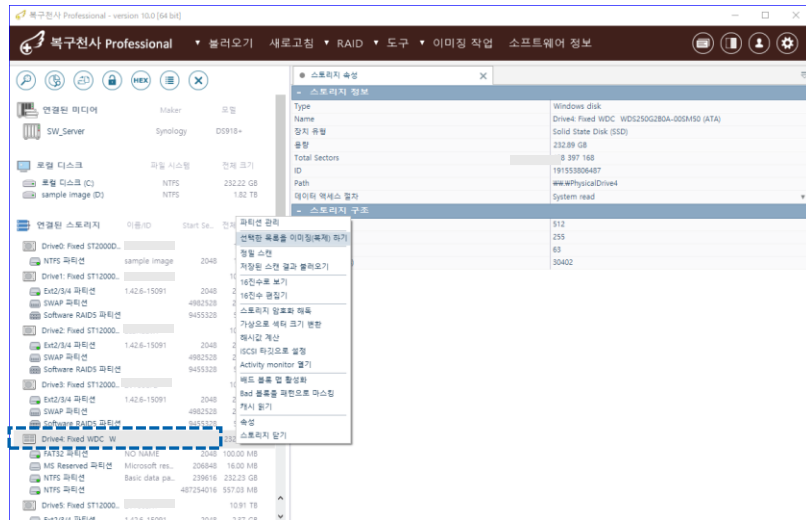 복구천사 Professional - version 10.0 (64 bit)
복구천사 Professional ▼ 불러오기 새로고침 ▼ RAID ▼ 도구 ▼ 이미징 작업 소프트웨어 정보
HEX
스토리지 속성
연결된 미디어 Maker 모델
SW_Server Synology DS918+
로컬 디스크 파일 시스템 전체 크기
로컬 디스크 (C) NTFS 232.22 GB
sample image (D) NTFS 1.82 TB
연결된 스토리지 이름/ID Start Se.. 전체
Drive0: Fixed ST2000D..
NTFS 파티션 sample image 2048
Drive1: Fixed ST12000..
Ext2/3/4 파티션 1.42.6-15091 2048
SWAP 파티션 4982528
Software RAID5 파티션 9455328
Drive2: Fixed ST12000..
Ext2/3/4 파티션 1.42.6-15091 2048
SWAP 파티션 4982528
Software RAID5 파티션 9455328
Drive3: Fixed ST12000..
Ext2/3/4 파티션 1.42.6-15091 2048
SWAP 파티션 4982528
Software RAID5 파티션 9455328
Drive4: Fixed WDC W
FAT32 파티션 NO NAME 2048 100.00 MB
MS Reserved 파티션 Microsoft res.. 206848 16.00 MB
NTFS 파티션 Basic data pa.. 239616 232.23 GB
NTFS 파티션 487254016 557.03 MB
Drive5: Fixed ST12000.. 10.91 TB
Ext2/3/4 파티션 1.42.6-15091 2048 2.37 GB
파티션 관리
선택한 목록을 이미징(복제) 하기
정밀 스캔
저장된 스캔 결과 불러오기
16진수로 보기
16진수 편집기
스토리지 암호화 해독
가상으로 섹터 크기 변환
해시값 계산
iSCSI 타깃으로 설정
Activity monitor 열기
배드 블록 맵 활성화
Bad 블록을 패턴으로 마스킹
캐시 읽기
속성
스토리지 닫기
스토리지 정보
Type Windows disk
Name Drive4: Fixed WDC WDS250G2B0A-00SM50 (ATA)
장치 유형 Solid State Disk (SSD)
용량 232.89 GB
Total Sectors 8 397 168
ID 191553806487
Path \\.\PhysicalDrive4
데이터 액세스 절차 System read
스토리지 구조
512
255
63
30402